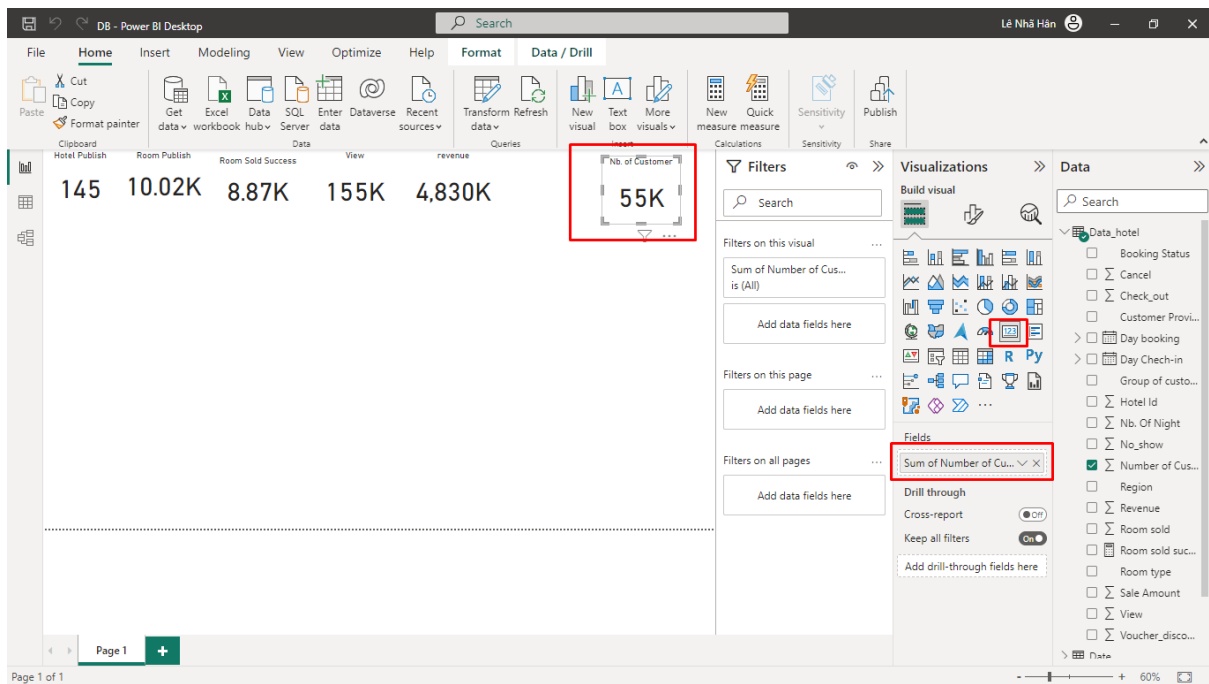 DB - Power BI Desktop
Search
Lê Nhã Hân
File Home Insert Modeling View Optimize Help Format Data / Drill
Paste
Cut
Copy
Format painter
Get data
Excel workbook
Data hub
SQL Server
Enter data
Dataverse
Recent sources
Transform data
Refresh
New visual
Text box
More visuals
New measure
Quick measure
Sensitivity
Publish
Clipboard
Data
Queries
Insert
Calculations
Sensitivity
Share
Hotel Publish
145
Room Publish
10.02K
Room Sold Success
8.87K
View
155K
revenue
4,830K
Nb. of Customer
55K
Filters
Search
Filters on this visual
Sum of Number of Cus...
is (All)
Add data fields here
Filters on this page
Add data fields here
Filters on all pages
Add data fields here
Visualizations
Build visual
123
R Py
Fields
Sum of Number of Cu...
Drill through
Cross-report
Off
Keep all filters
On
Add drill-through fields here
Data
Search
Data_hotel
Booking Status
Cancel
Check_out
Customer Provi...
Day booking
Day Chech-in
Group of custo...
Hotel Id
Nb. Of Night
No_show
Number of Cus...
Region
Revenue
Room sold
Room sold suc...
Room type
Sale Amount
View
Voucher_disco...
Date
Page 1
Page 1 of 1
60%